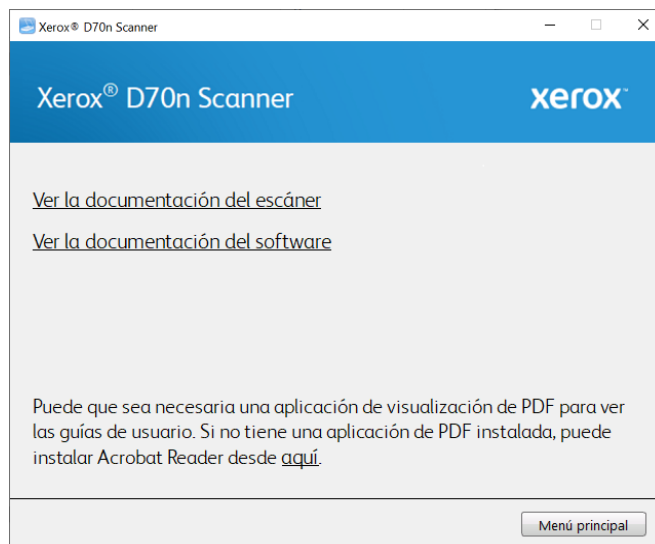 Xerox® D70n Scanner
Xerox® D70n Scanner
xerox™
Ver la documentación del escáner
Ver la documentación del software
Puede que sea necesaria una aplicación de visualización de PDF para ver
las guías de usuario. Si no tiene una aplicación de PDF instalada, puede
instalar Acrobat Reader desde aquí.
Menú principal